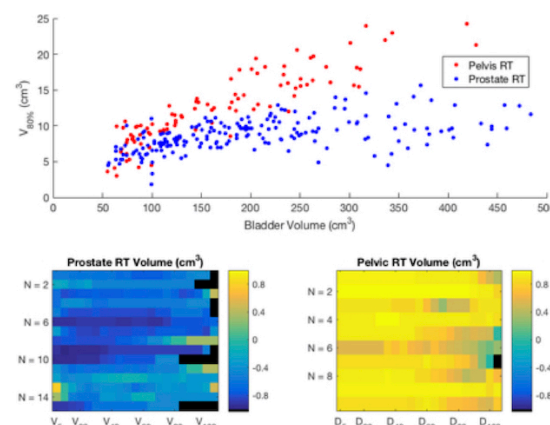 25
20
15
10
5
0
V80% (cm³)
Pelvis RT
Prostate RT
0 50 100 150 200 250 300 350 400 450 500
Bladder Volume (cm³)
Prostate RT Volume (cm³)
N = 2
N = 6
N = 10
N = 14
0.8
0.4
0
-0.4
-0.8
Pelvic RT Volume (cm³)
N = 2
N = 4
N = 6
N = 8
0.8
0.4
0
-0.4
-0.8